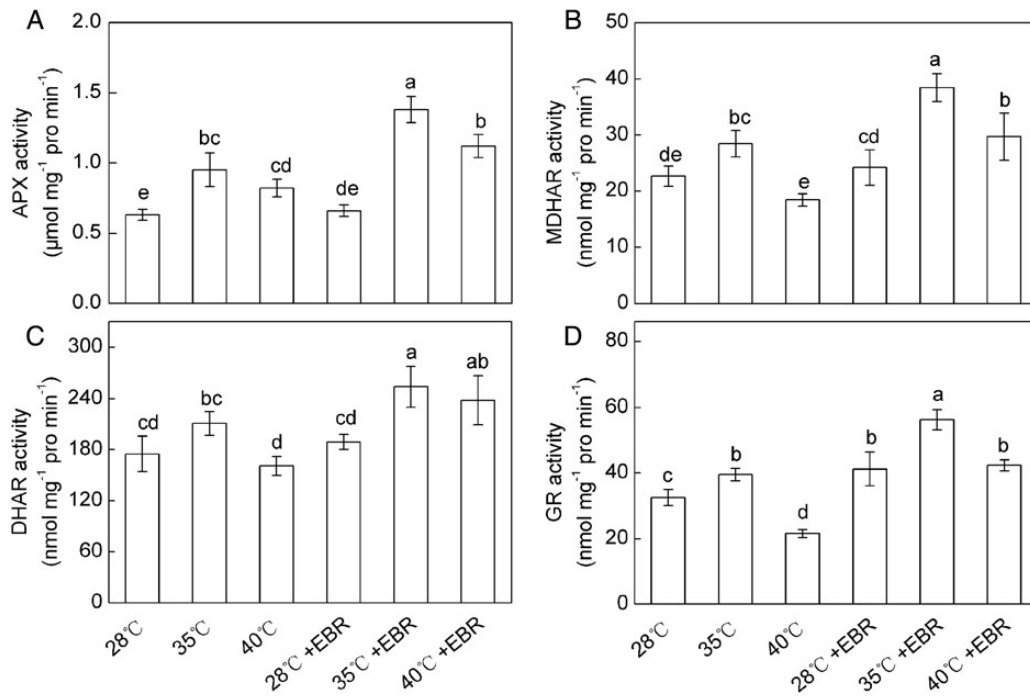 A
APX activity
(μmol mg⁻¹ pro min⁻¹)
2.0
1.5
1.0
0.5
0.0
e
bc
cd
de
a
b
B
MDHAR activity
(nmol mg⁻¹ pro min⁻¹)
50
40
30
20
10
0
de
bc
e
cd
a
b
C
DHAR activity
(nmol mg⁻¹ pro min⁻¹)
300
240
180
120
60
0
cd
bc
d
cd
a
ab
28℃
35℃
40℃
28℃ +EBR
35℃ +EBR
40℃ +EBR
D
GR activity
(nmol mg⁻¹ pro min⁻¹)
80
60
40
20
0
c
b
d
b
a
b
28℃
35℃
40℃
28℃ +EBR
35℃ +EBR
40℃ +EBR